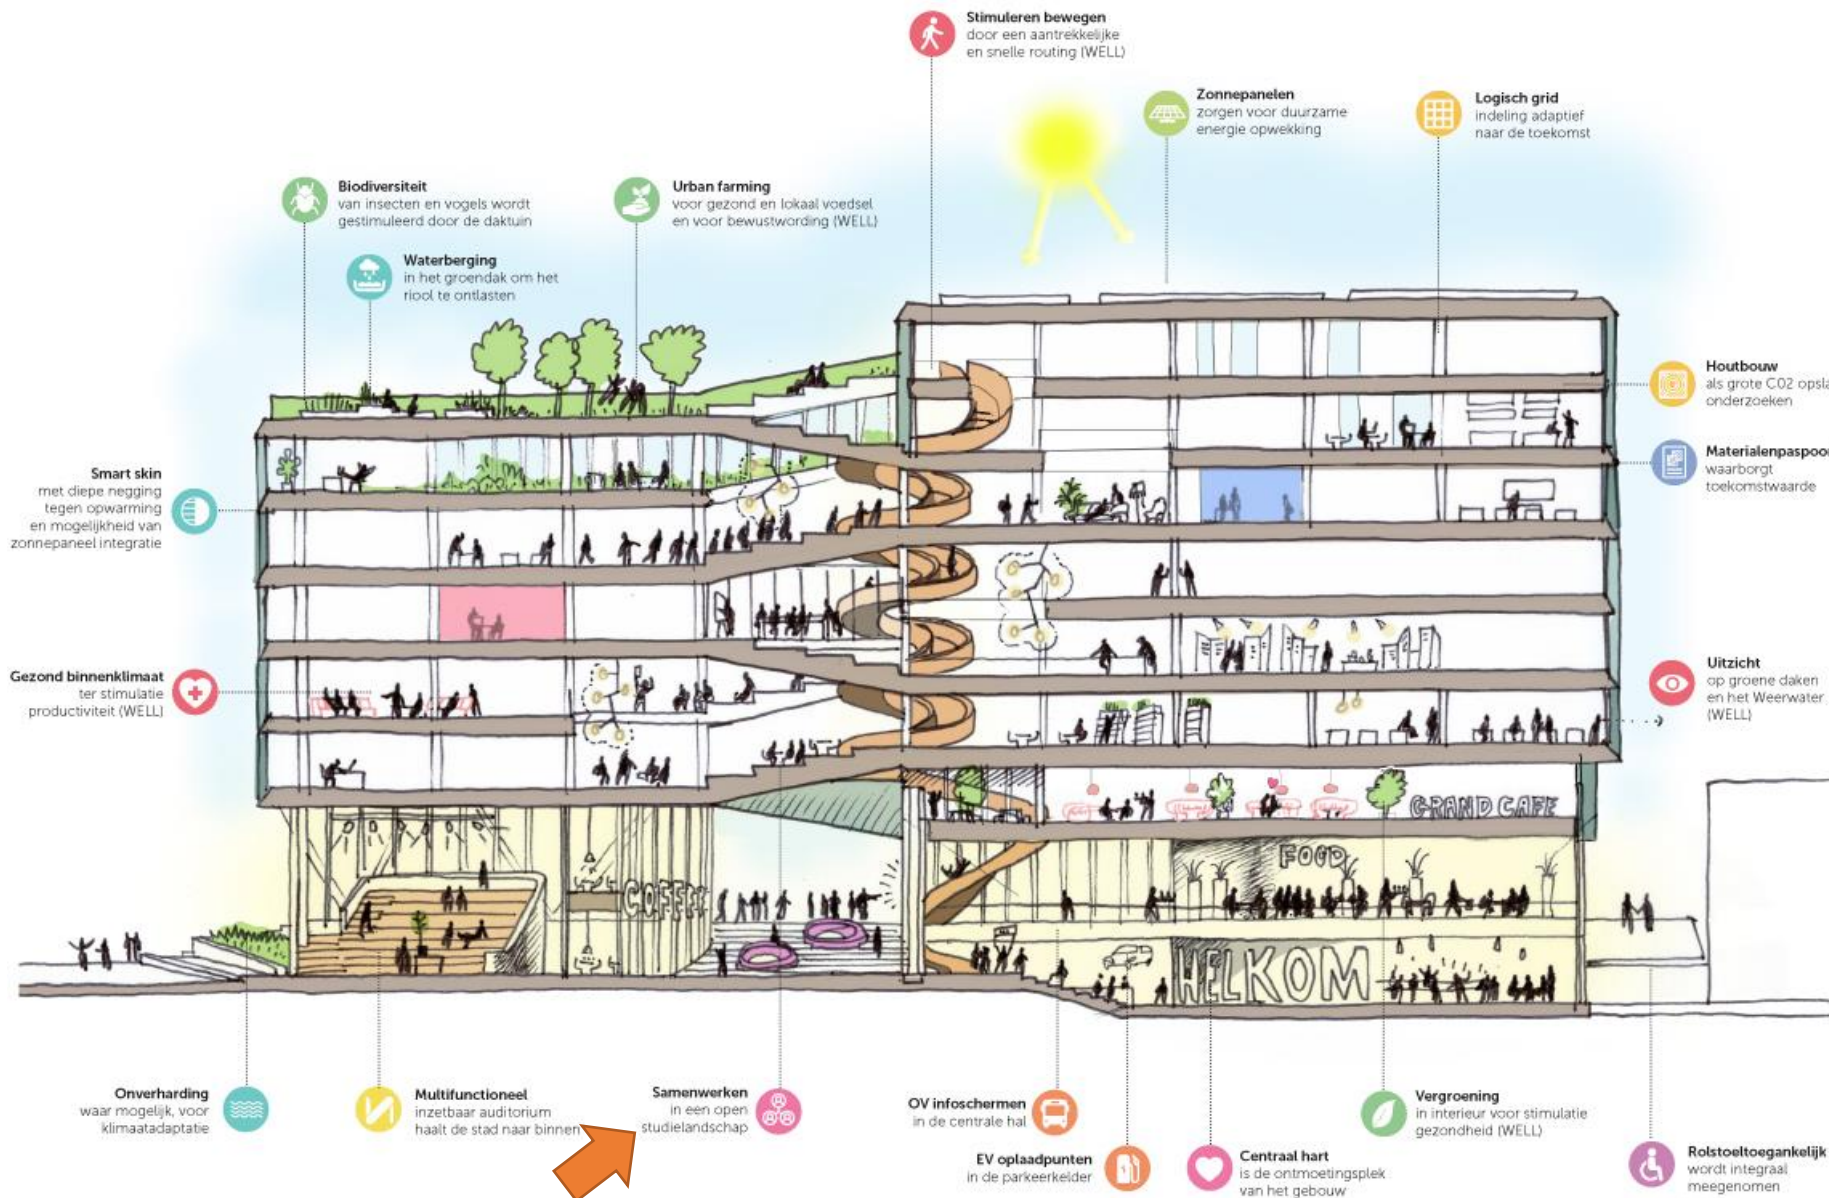 Stimuleren bewegen
door een aantrekkelijke
en snelle routing (WELL)
Zonnepanelen
zorgen voor duurzame
energie opwekking
Logisch grid
indeling adaptief
naar de toekomst
Biodiversiteit
van insecten en vogels wordt
gestimuleerd door de daktuin
Urban farming
voor gezond en lokaal voedsel
en voor bewustwording (WELL)
Waterberging
in het groendak om het
riool te ontlasten
Houtbouw
als grote C02 opsla
onderzoeken
Materialenpaspoor
waarborgt
toekomstwaarde
Smart skin
met diepe negging
tegen opwarming
en mogelijkheid van
zonnepaneel integratie
Gezond binnenklimaat
ter stimulatie
productiviteit (WELL)
Uitzicht
op groene daken
en het Weerwater
(WELL)
GRAND CAFE
FOOD
COFFEE
WELKOM
Onverharding
waar mogelijk, voor
klimaatadaptatie
Multifunctioneel
inzetbaar auditorium
haalt de stad naar binnen
Samenwerken
in een open
studielandschap
OV infoschermen
in de centrale hal
EV oplaadpunten
in de parkeerkelder
Centraal hart
is de ontmoetingsplek
van het gebouw
Vergroening
in interieur voor stimulatie
gezondheid (WELL)
Rolstoeltoegankelijk
wordt integraal
meegenomen